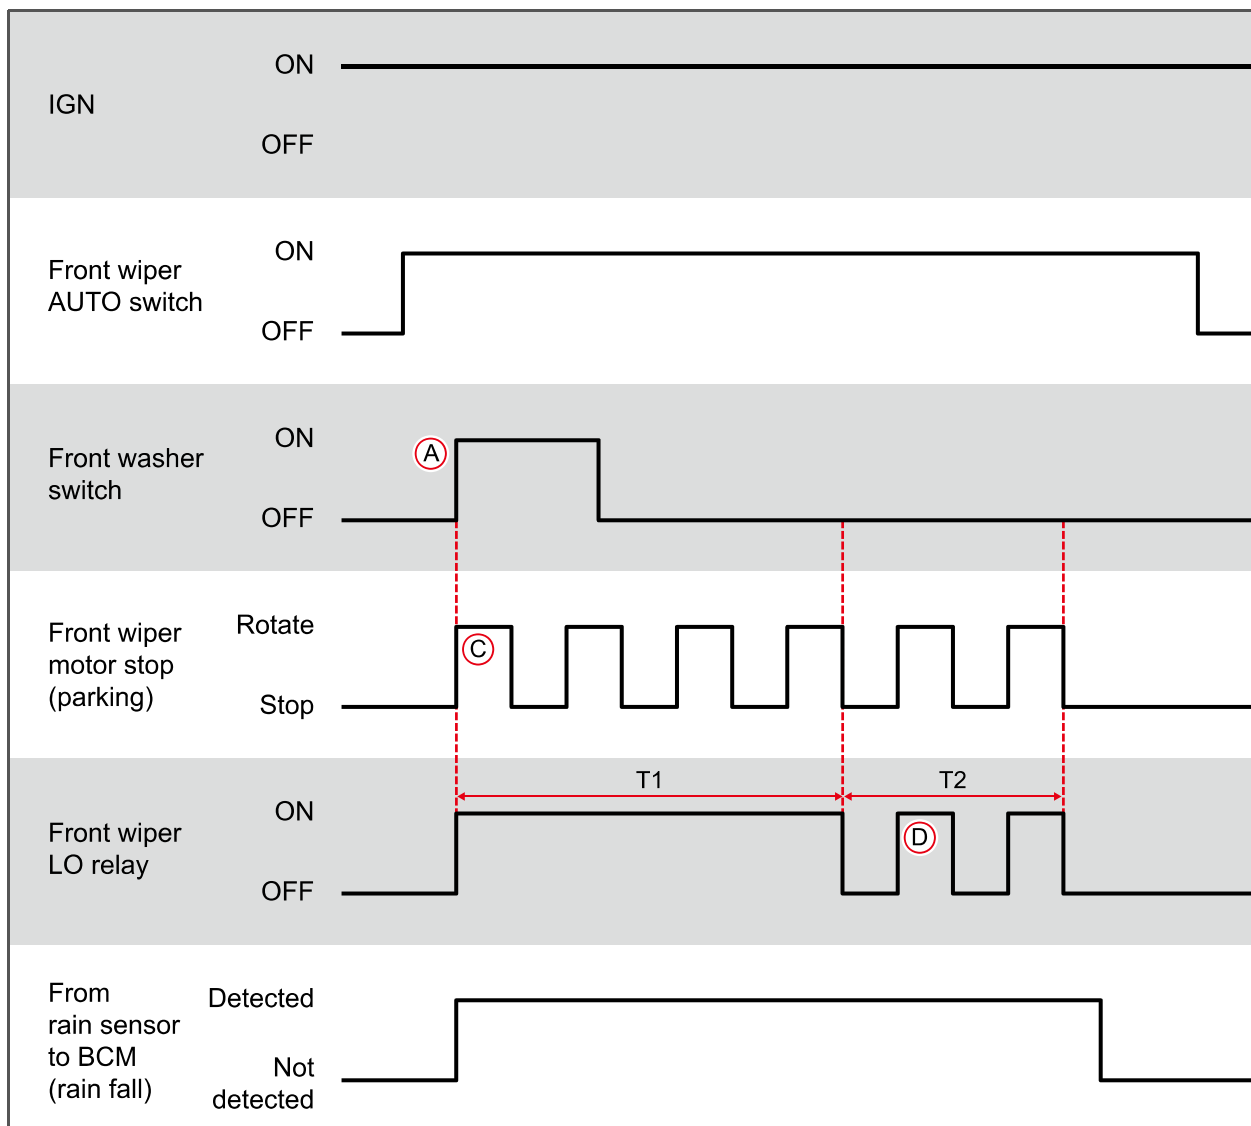 IGN
ON
OFF
Front wiper
AUTO switch
ON
OFF
Front washer
switch
ON
OFF
A
Front wiper
motor stop
(parking)
Rotate
Stop
C
Front wiper
LO relay
ON
OFF
T1
T2
D
From
rain sensor
to BCM
(rain fall)
Detected
Not
detected